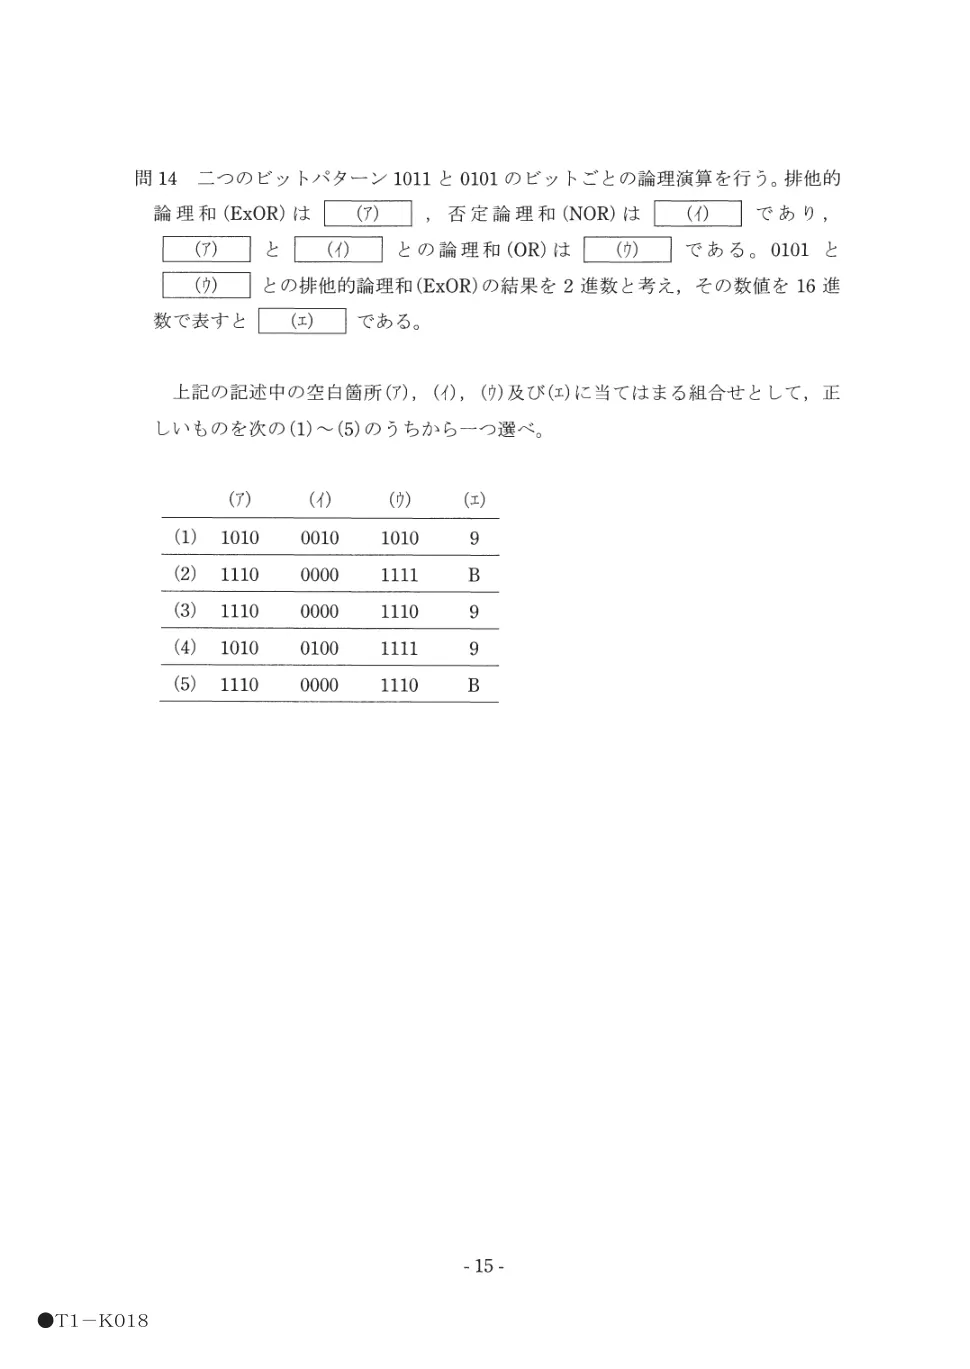 問14　二つのビットパターン 1011 と 0101 のビットごとの論理演算を行う。排他的
論理和(ExOR)は (ア) ，否定論理和(NOR)は (イ) であり，
(ア) と (イ) との論理和(OR)は (ウ) である。0101 と
(ウ) との排他的論理和(ExOR)の結果を 2 進数と考え，その数値を 16 進
数で表すと (エ) である。
上記の記述中の空白箇所(ア)，(イ)，(ウ)及び(エ)に当てはまる組合せとして，正
しいものを次の(1)～(5)のうちから一つ選べ。
(ア) (イ) (ウ) (エ)
(1) 1010 0010 1010 9
(2) 1110 0000 1111 B
(3) 1110 0000 1110 9
(4) 1010 0100 1111 9
(5) 1110 0000 1110 B
- 15 -
●T1－K018